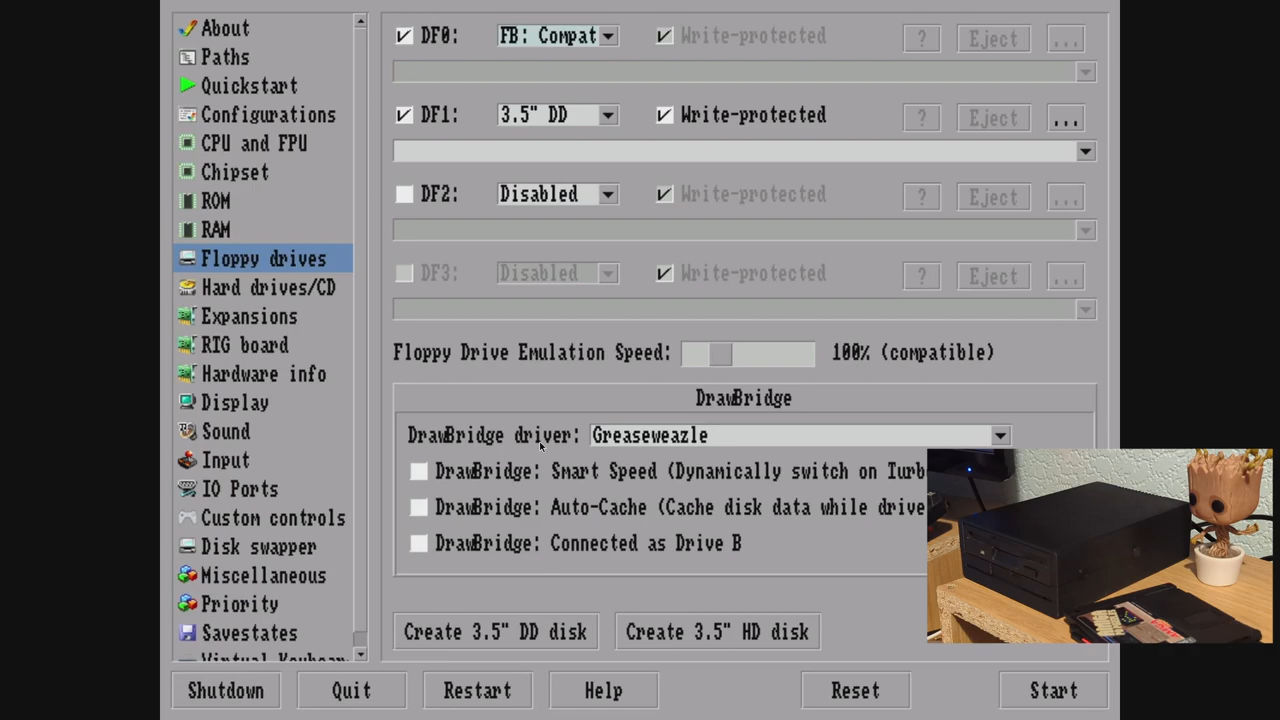 About
Paths
Quickstart
Configurations
CPU and FPU
Chipset
ROM
RAM
Floppy drives
Hard drives/CD
Expansions
RTG board
Hardware info
Display
Sound
Input
IO Ports
Custom controls
Disk swapper
Miscellaneous
Priority
Savestates
DF0: FB: Compat Write-protected ? Eject ...
DF1: 3.5" DD Write-protected ? Eject ...
DF2: Disabled Write-protected ? Eject ...
DF3: Disabled Write-protected ? Eject ...
Floppy Drive Emulation Speed: 100% (compatible)
DrawBridge
DrawBridge driver: Greaseweazle
DrawBridge: Smart Speed (Dynamically switch on Turb
DrawBridge: Auto-Cache (Cache disk data while drive
DrawBridge: Connected as Drive B
Create 3.5" DD disk Create 3.5" HD disk
Shutdown Quit Restart Help Reset Start